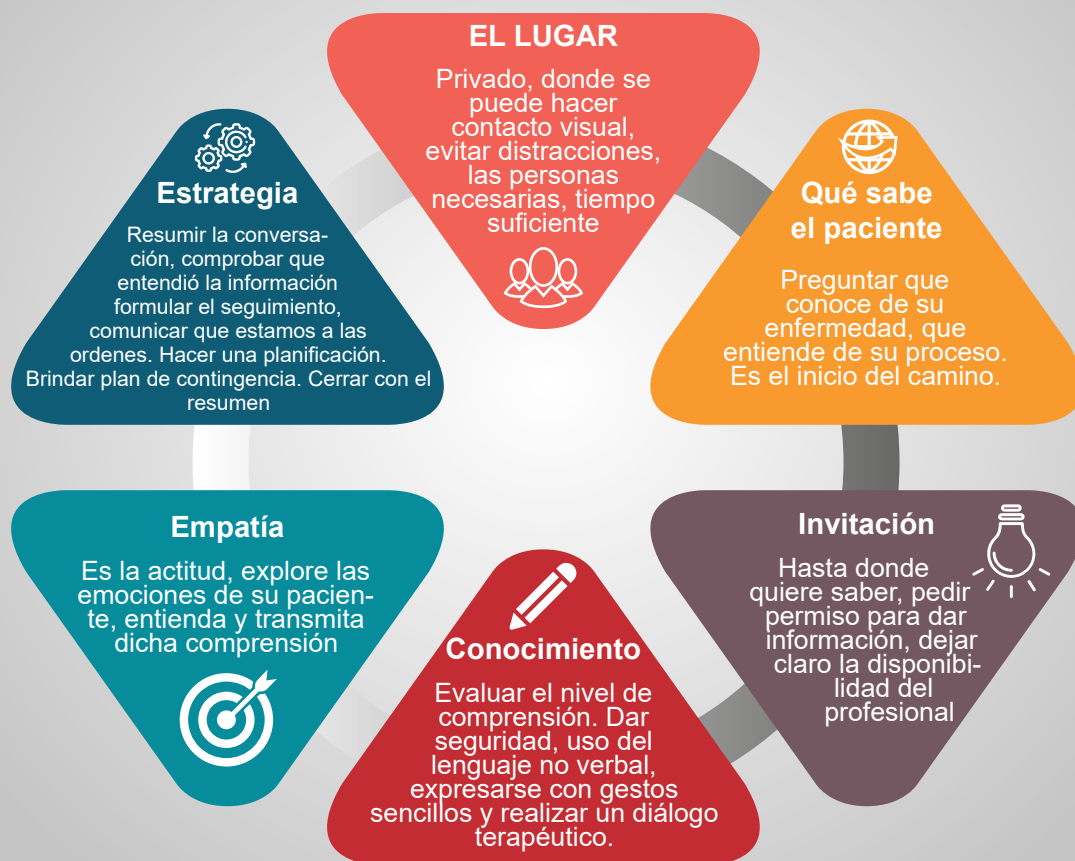 EL LUGAR
Privado, donde se
puede hacer
contacto visual,
evitar distracciones,
las personas
necesarias, tiempo
suficiente
Qué sabe
el paciente
Preguntar que
conoce de su
enfermedad, que
entiende de su proceso.
Es el inicio del camino.
Invitación
Hasta donde
quiere saber, pedir
permiso para dar
información, dejar
claro la disponibi-
lidad del
profesional
Conocimiento
Evaluar el nivel de
comprensión. Dar
seguridad, uso del
lenguaje no verbal,
expresarse con gestos
sencillos y realizar un diálogo
terapéutico.
Empatía
Es la actitud, explore las
emociones de su pacien-
te, entienda y transmita
dicha comprensión
Estrategia
Resumir la conversa-
ción, comprobar que
entendió la información
formular el seguimiento,
comunicar que estamos a las
ordenes. Hacer una planificación.
Brindar plan de contingencia. Cerrar con el
resumen